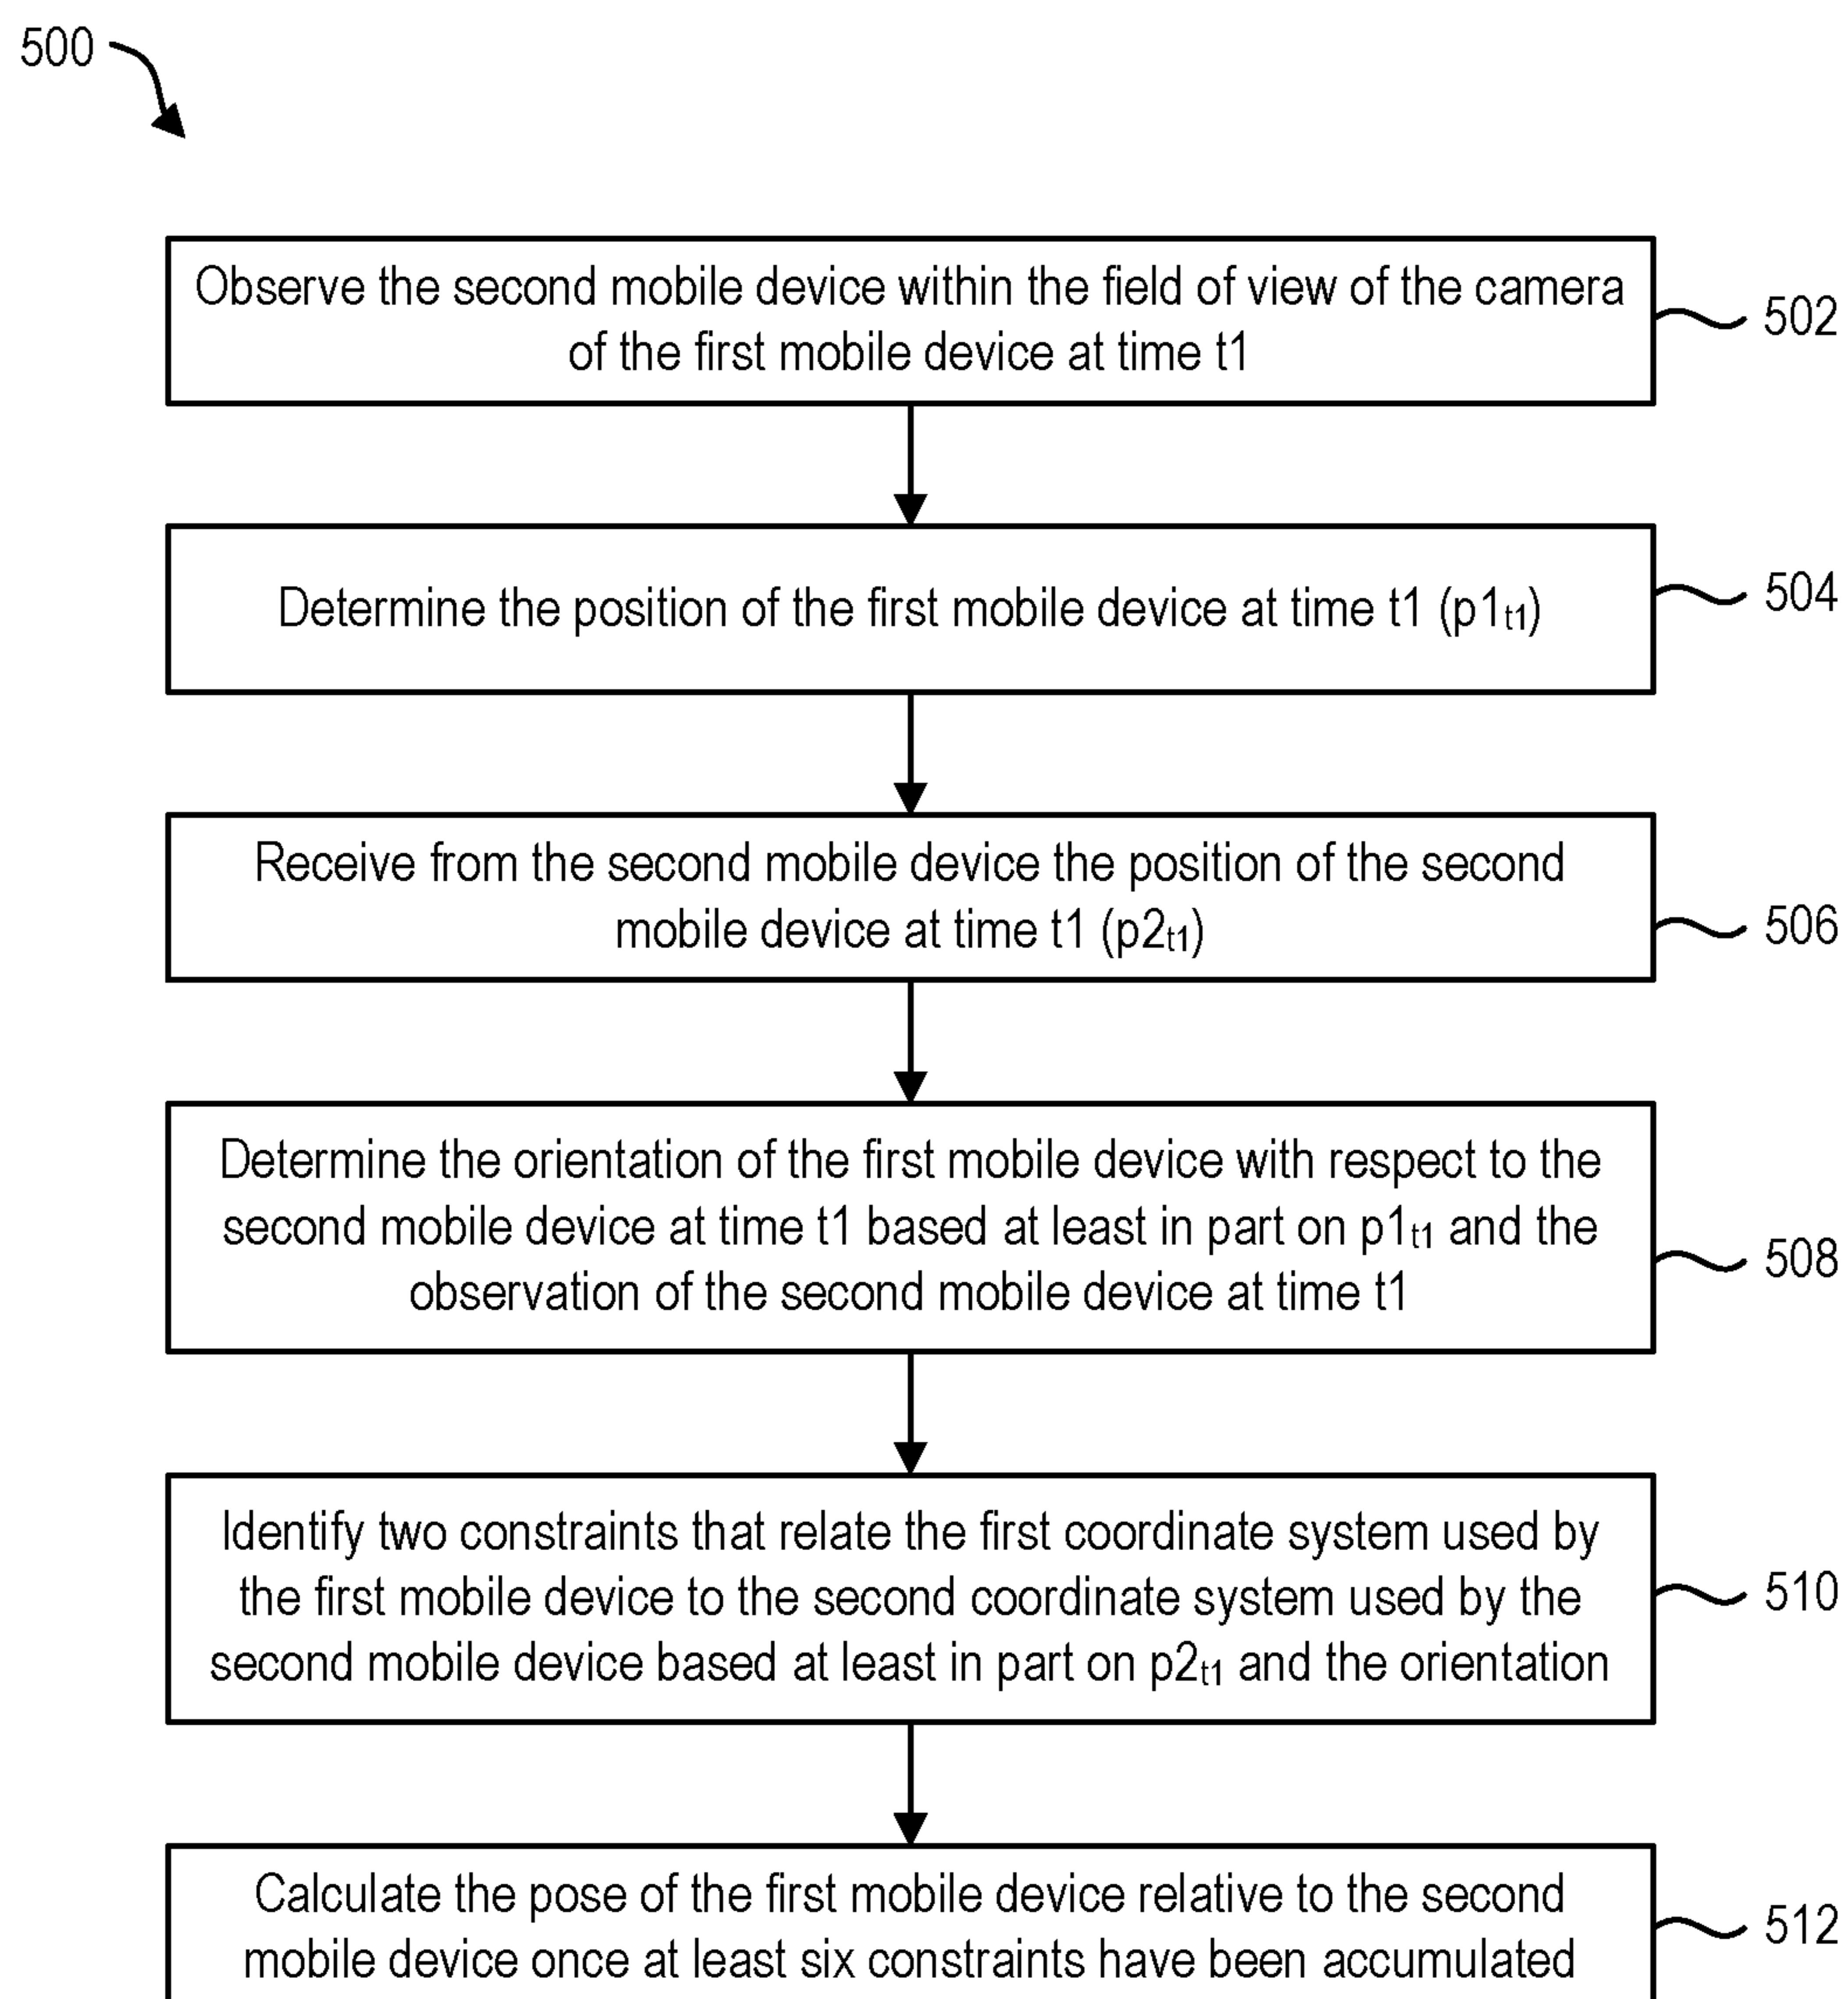 500
Observe the second mobile device within the field of view of the camera
of the first mobile device at time t1
502
Determine the position of the first mobile device at time t1 (p1t1)
504
Receive from the second mobile device the position of the second
mobile device at time t1 (p2t1)
506
Determine the orientation of the first mobile device with respect to the
second mobile device at time t1 based at least in part on p1t1 and the
observation of the second mobile device at time t1
508
Identify two constraints that relate the first coordinate system used by
the first mobile device to the second coordinate system used by the
second mobile device based at least in part on p2t1 and the orientation
510
Calculate the pose of the first mobile device relative to the second
mobile device once at least six constraints have been accumulated
512